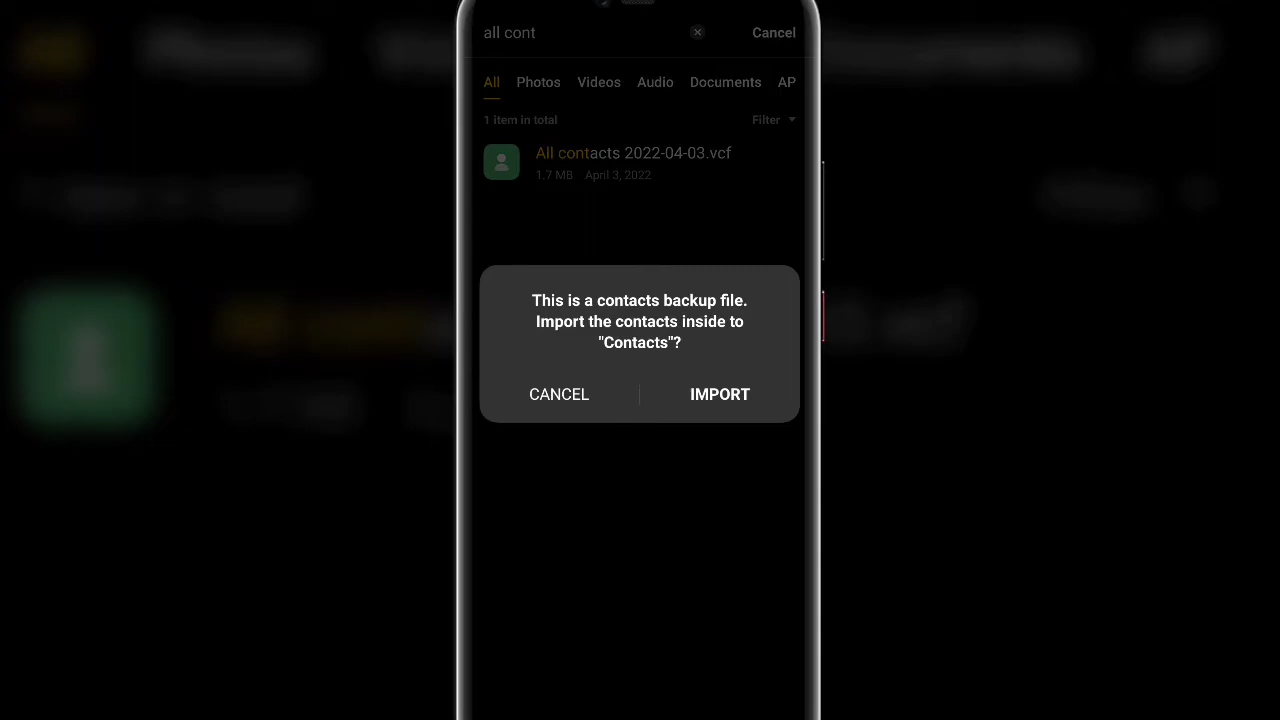 all cont
Cancel
All Photos Videos Audio Documents AP
1 item in total
Filter
All contacts 2022-04-03.vcf
1.7 MB April 3, 2022
This is a contacts backup file.
Import the contacts inside to
"Contacts"?
CANCEL
IMPORT